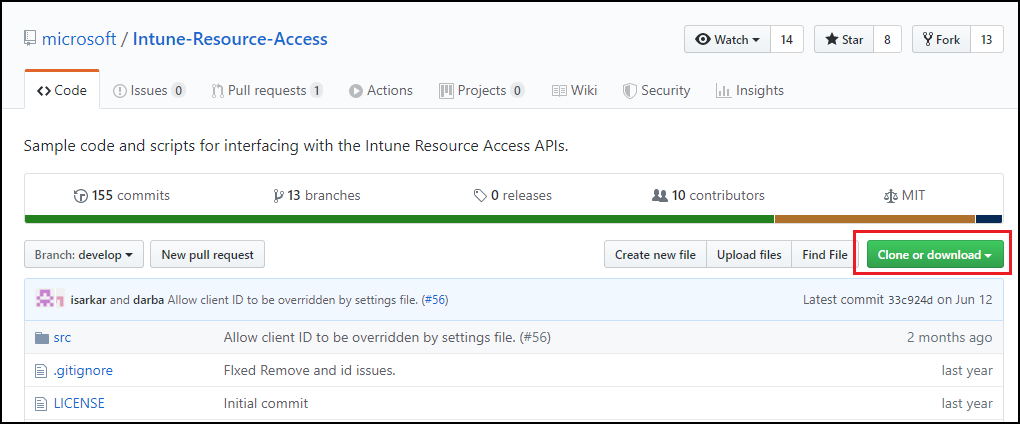 microsoft / Intune-Resource-Access Watch 14 Star 8 Fork 13
Code Issues 0 Pull requests 1 Actions Projects 0 Wiki Security Insights
Sample code and scripts for interfacing with the Intune Resource Access APIs.
155 commits 13 branches 0 releases 10 contributors MIT
Branch: develop New pull request Create new file Upload files Find File Clone or download
isarkar and darba Allow client ID to be overridden by settings file. (#56) Latest commit 33c924d on Jun 12
src Allow client ID to be overridden by settings file. (#56) 2 months ago
.gitignore FIxed Remove and id issues. last year
LICENSE Initial commit last year